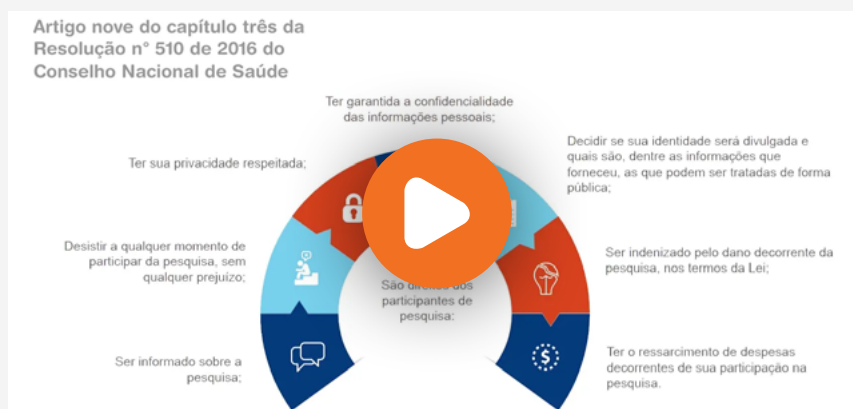 Artigo nove do capítulo três da
Resolução n° 510 de 2016 do
Conselho Nacional de Saúde
Ter garantida a confidencialidade
das informações pessoais;
Decidir se sua identidade será divulgada e
quais são, dentre as informações que
forneceu, as que podem ser tratadas de forma
pública;
Ter sua privacidade respeitada;
Desistir a qualquer momento de
participar da pesquisa, sem
qualquer prejuízo;
Ser indenizado pelo dano decorrente da
pesquisa, nos termos da Lei;
São direitos dos
participantes de
pesquisa:
Ser informado sobre a
pesquisa;
$
Ter o ressarcimento de despesas
decorrentes de sua participação na
pesquisa.